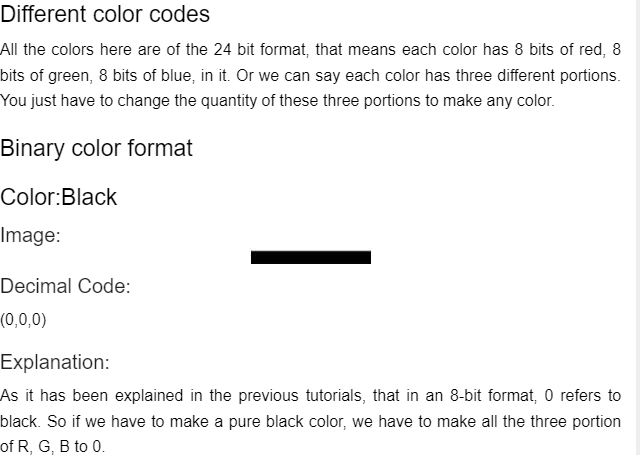 Different color codes
All the colors here are of the 24 bit format, that means each color has 8 bits of red, 8
bits of green, 8 bits of blue, in it. Or we can say each color has three different portions.
You just have to change the quantity of these three portions to make any color.
Binary color format
Color:Black
Image:
Decimal Code:
(0,0,0)
Explanation:
As it has been explained in the previous tutorials, that in an 8-bit format, 0 refers to
black. So if we have to make a pure black color, we have to make all the three portion
of R, G, B to 0.